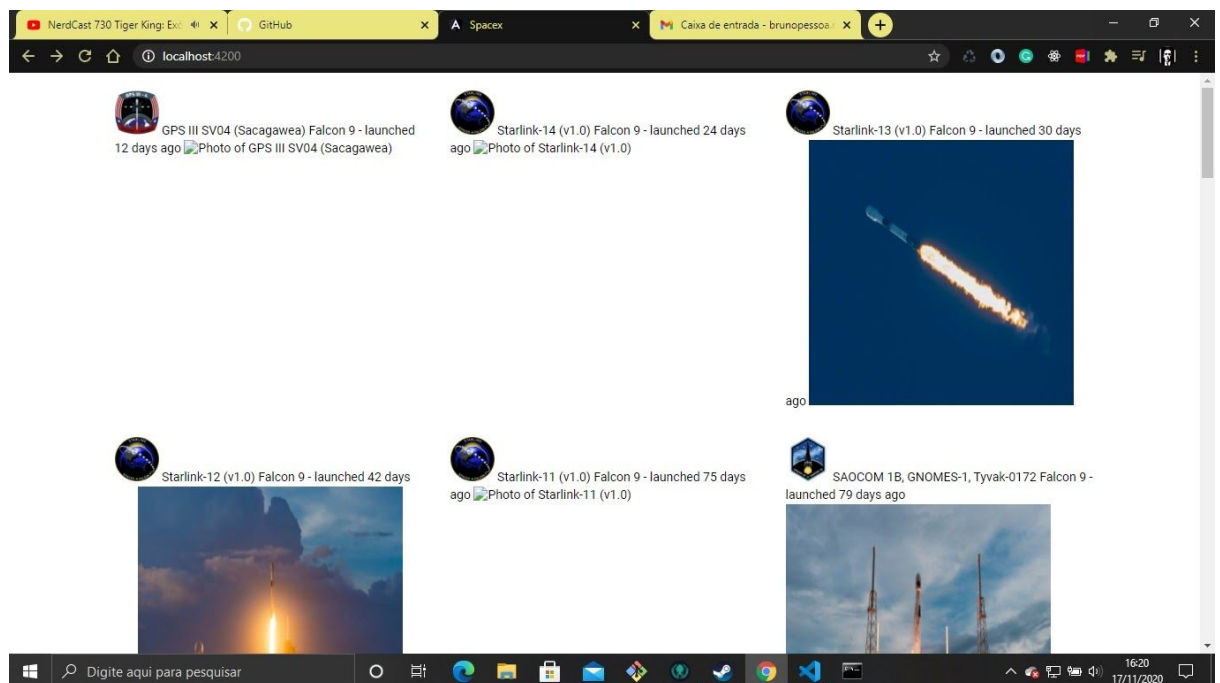 NerdCast 730 Tiger King: Exc
GitHub
Spacex
Caixa de entrada - brunopessoa.
localhost:4200
GPS III SV04 (Sacagawea) Falcon 9 - launched
12 days ago Photo of GPS III SV04 (Sacagawea)
Starlink-14 (v1.0) Falcon 9 - launched 24 days
ago Photo of Starlink-14 (v1.0)
Starlink-13 (v1.0) Falcon 9 - launched 30 days
ago
Starlink-12 (v1.0) Falcon 9 - launched 42 days
Starlink-11 (v1.0) Falcon 9 - launched 75 days
ago Photo of Starlink-11 (v1.0)
SAOCOM 1B, GNOMES-1, Tyvak-0172 Falcon 9 -
launched 79 days ago
Digite aqui para pesquisar
16:20
17/11/2020